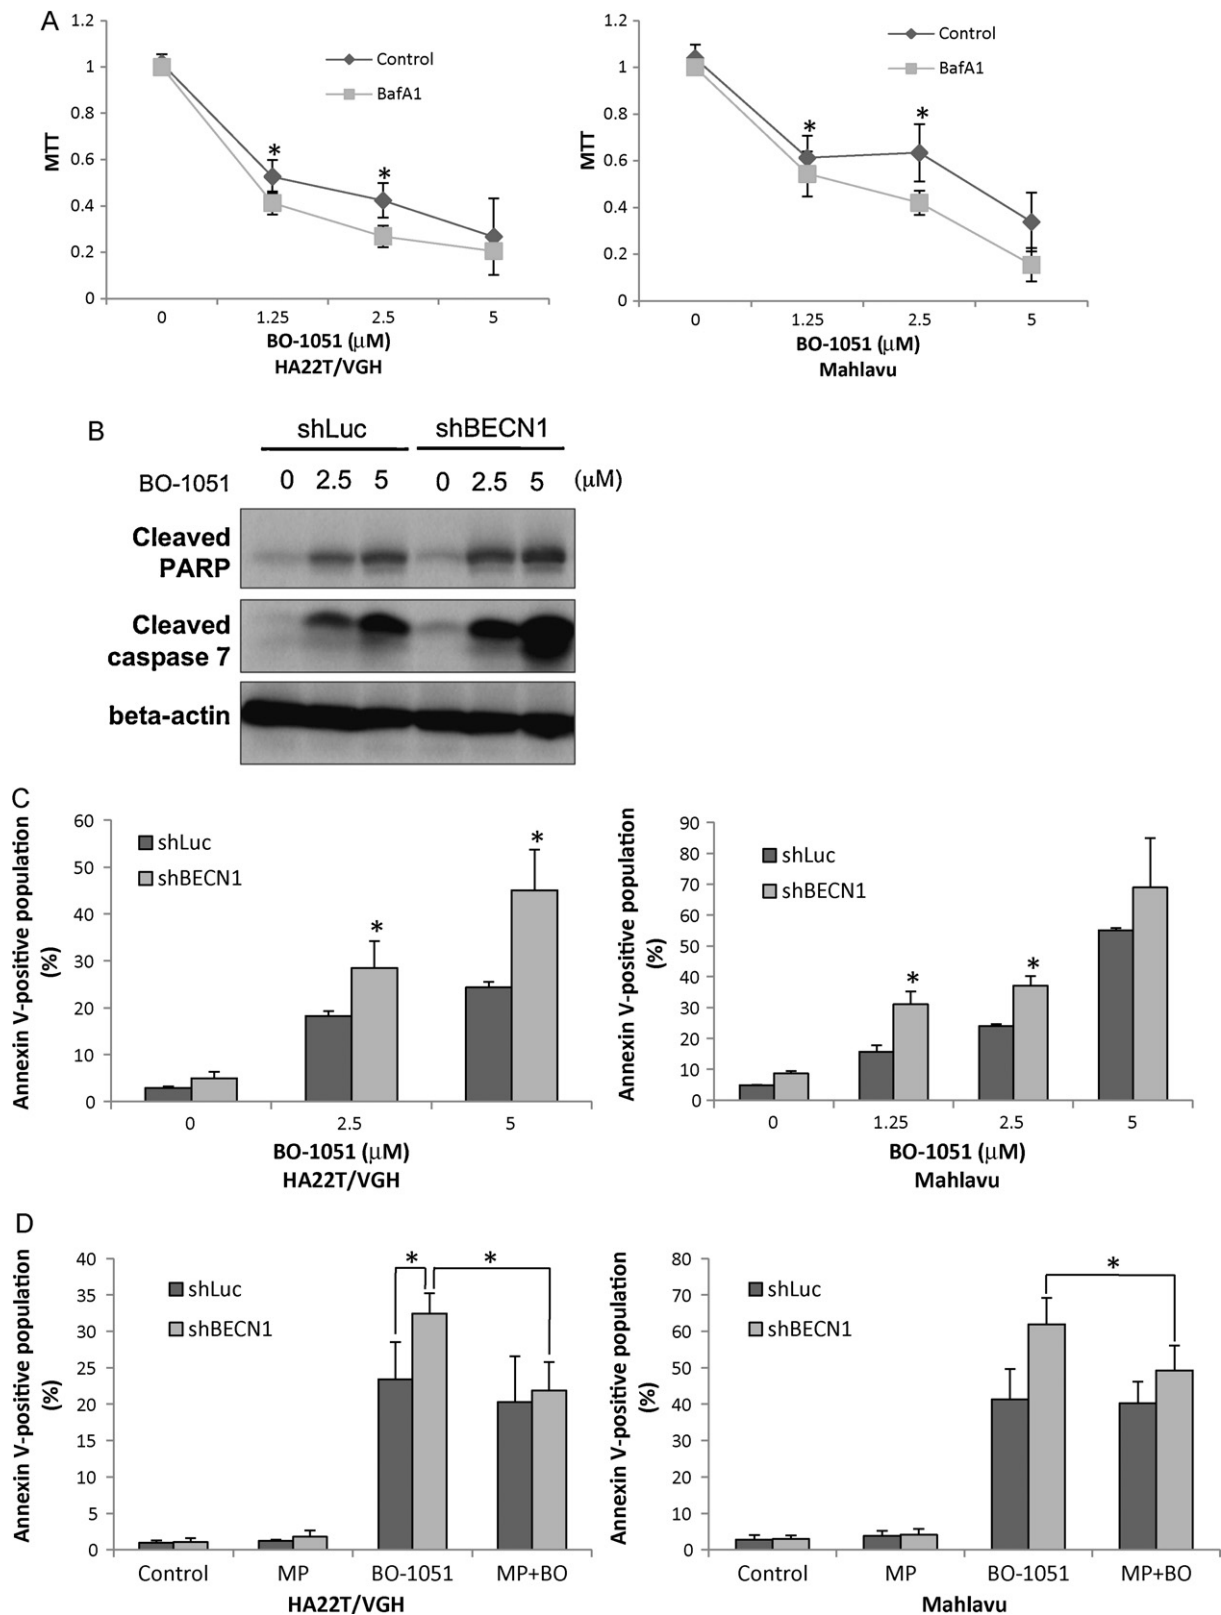 A
1.2
1
0.8
0.6
0.4
0.2
0
MTT
Control
BafA1
*
*
0 1.25 2.5 5
BO-1051 (µM)
HA22T/VGH
1.2
1
0.8
0.6
0.4
0.2
0
MTT
Control
BafA1
*
*
0 1.25 2.5 5
BO-1051 (µM)
Mahlavu
B
shLuc shBECN1
BO-1051 0 2.5 5 0 2.5 5 (µM)
Cleaved
PARP
Cleaved
caspase 7
beta-actin
C
60
50
40
30
20
10
0
Annexin V-positive population
(%)
shLuc
shBECN1
*
*
0 2.5 5
BO-1051 (µM)
HA22T/VGH
90
80
70
60
50
40
30
20
10
0
Annexin V-positive population
(%)
shLuc
shBECN1
*
*
0 1.25 2.5 5
BO-1051 (µM)
Mahlavu
D
40
35
30
25
20
15
10
5
0
Annexin V-positive population
(%)
shLuc
shBECN1
* *
Control MP BO-1051 MP+BO
HA22T/VGH
80
70
60
50
40
30
20
10
0
Annexin V-positive population
(%)
shLuc
shBECN1
*
Control MP BO-1051 MP+BO
Mahlavu